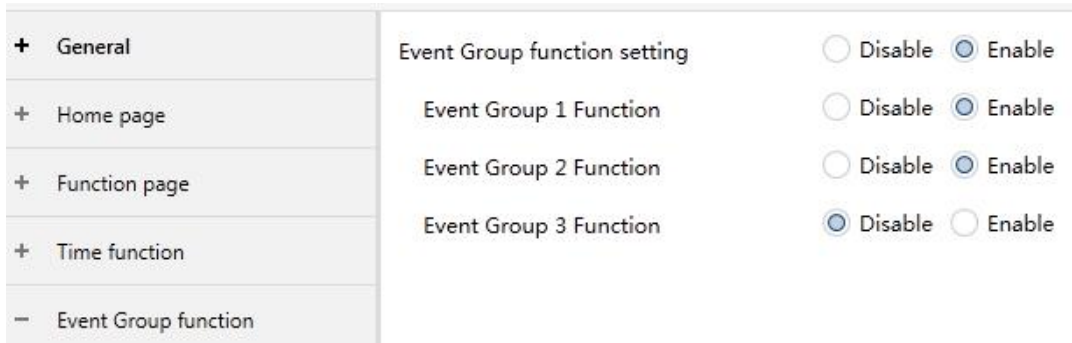 + General
+ Home page
+ Function page
+ Time function
− Event Group function
Event Group function setting Disable Enable
Event Group 1 Function Disable Enable
Event Group 2 Function Disable Enable
Event Group 3 Function Disable Enable